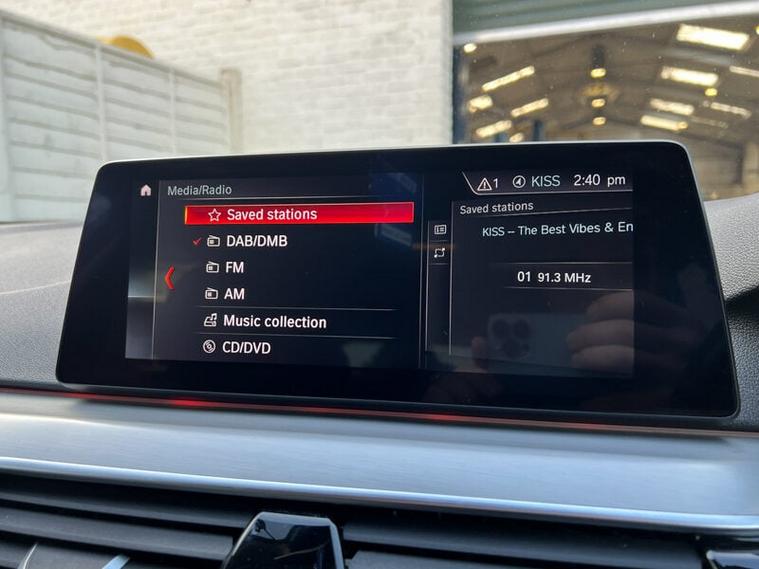 Media/Radio
Saved stations
DAB/DMB
FM
AM
Music collection
CD/DVD
1 KISS 2:40 pm
Saved stations
KISS -- The Best Vibes & En
01 91.3 MHz